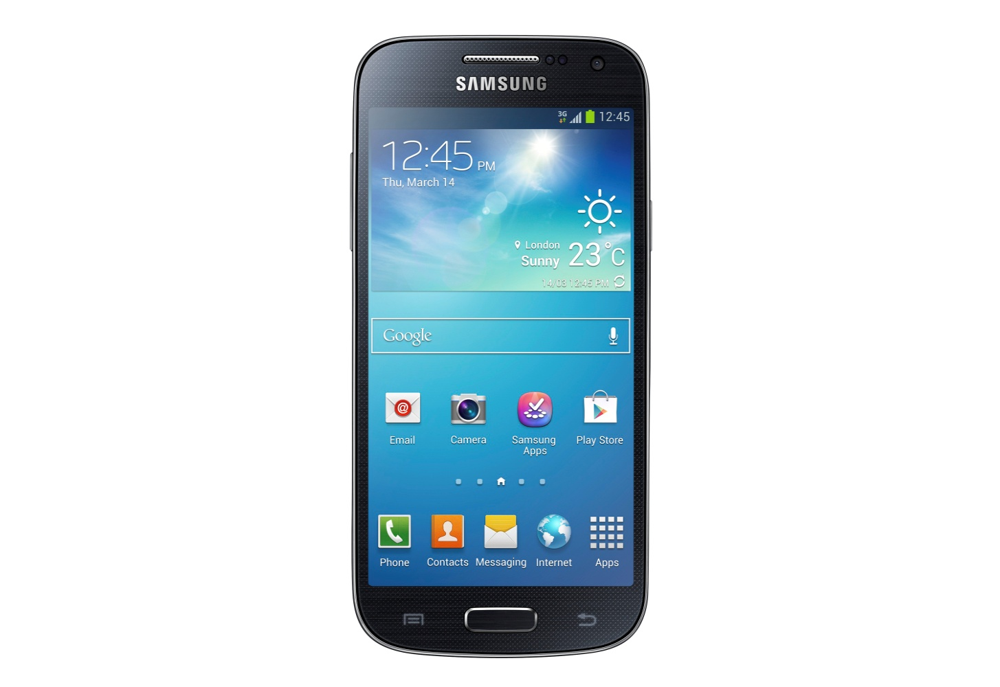 SAMSUNG
3G 12:45
12:45 PM
Thu, March 14
London
Sunny 23°C
14/03 12:45 PM
Google
@
Email Camera Samsung Apps Play Store
Phone Contacts Messaging Internet Apps